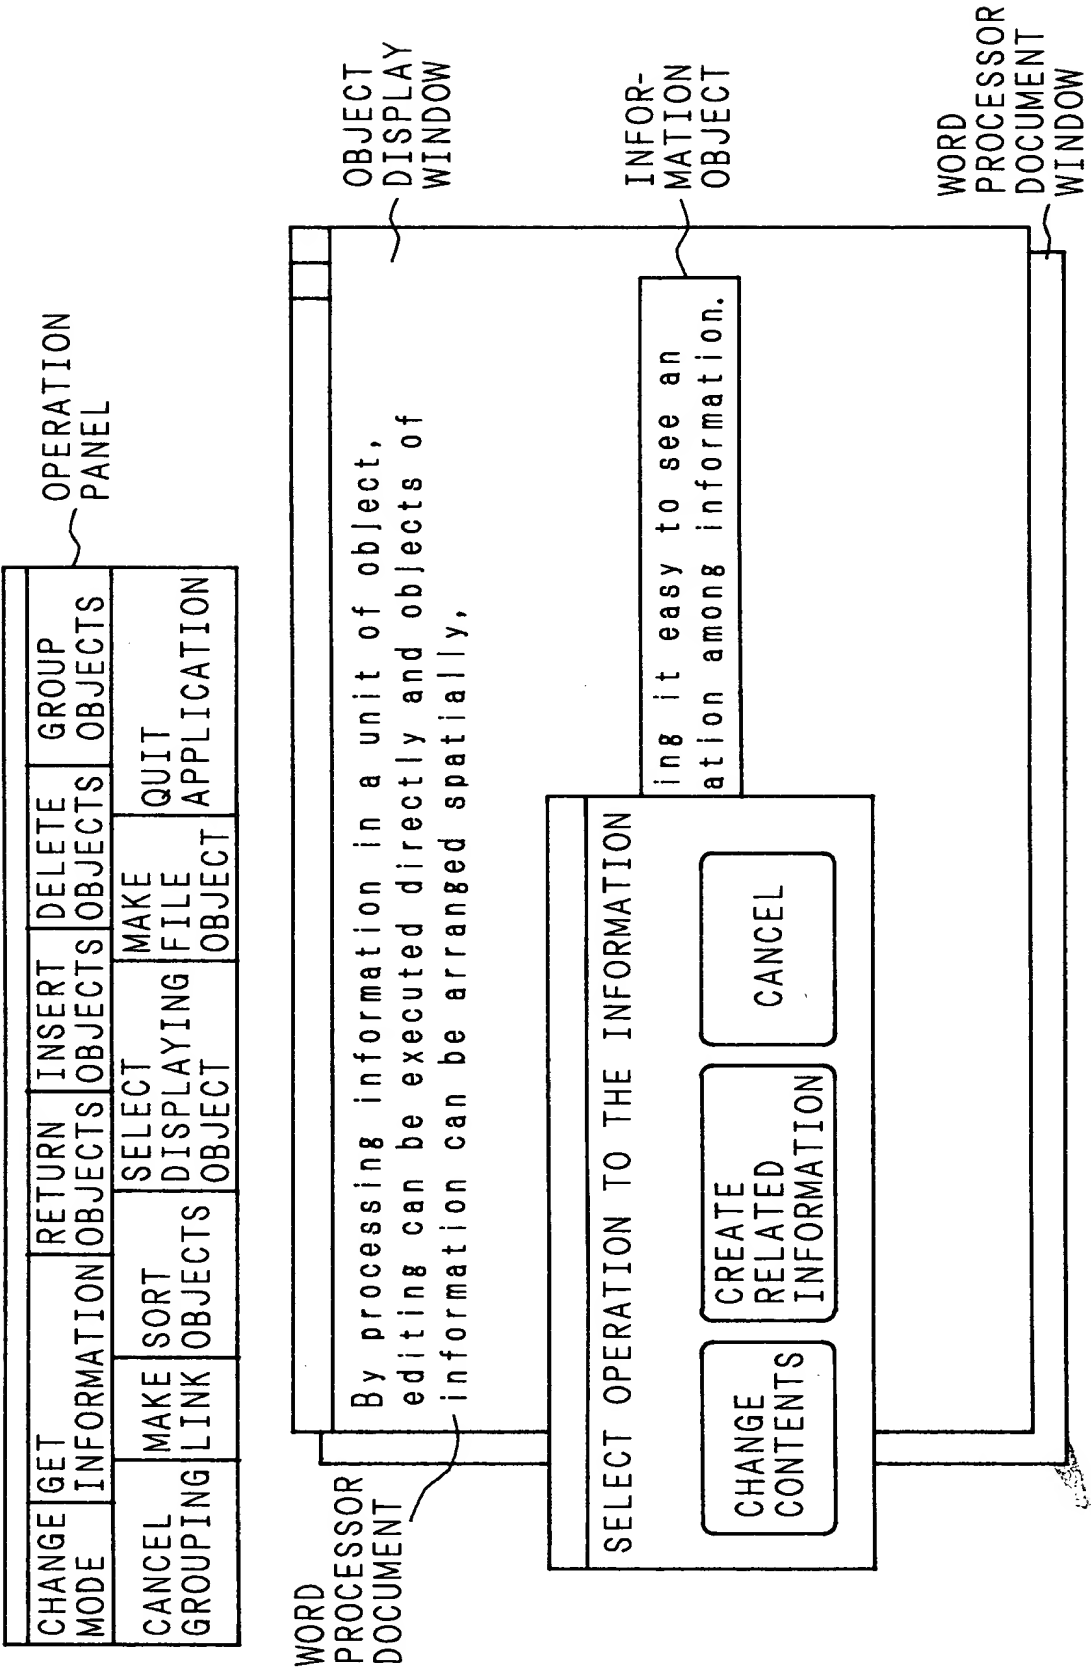 CHANGE
MODE
GET
INFORMATION
RETURN
OBJECTS
INSERT
OBJECTS
DELETE
OBJECTS
GROUP
OBJECTS
CANCEL
GROUPING
MAKE
LINK
SORT
OBJECTS
SELECT
DISPLAYING
OBJECT
MAKE
FILE
OBJECT
QUIT
APPLICATION
OPERATION
PANEL
WORD
PROCESSOR
DOCUMENT
By processing information in a unit of object,
editing can be executed directly and objects of
information can be arranged spatially,
OBJECT
DISPLAY
WINDOW
SELECT OPERATION TO THE INFORMATION
CHANGE
CONTENTS
CREATE
RELATED
INFORMATION
CANCEL
ing it easy to see an
ation among information.
INFOR-
MATION
OBJECT
WORD
PROCESSOR
DOCUMENT
WINDOW